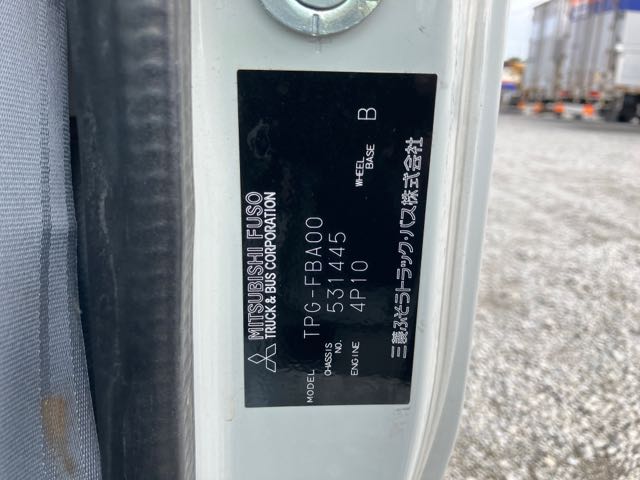 MITSUBISHI FUSO
TRUCK & BUS CORPORATION
MODEL TPG-FBA00
CHASSIS NO. 531445
ENGINE 4P10
WHEEL BASE B
三菱ふそうトラック・バス株式会社